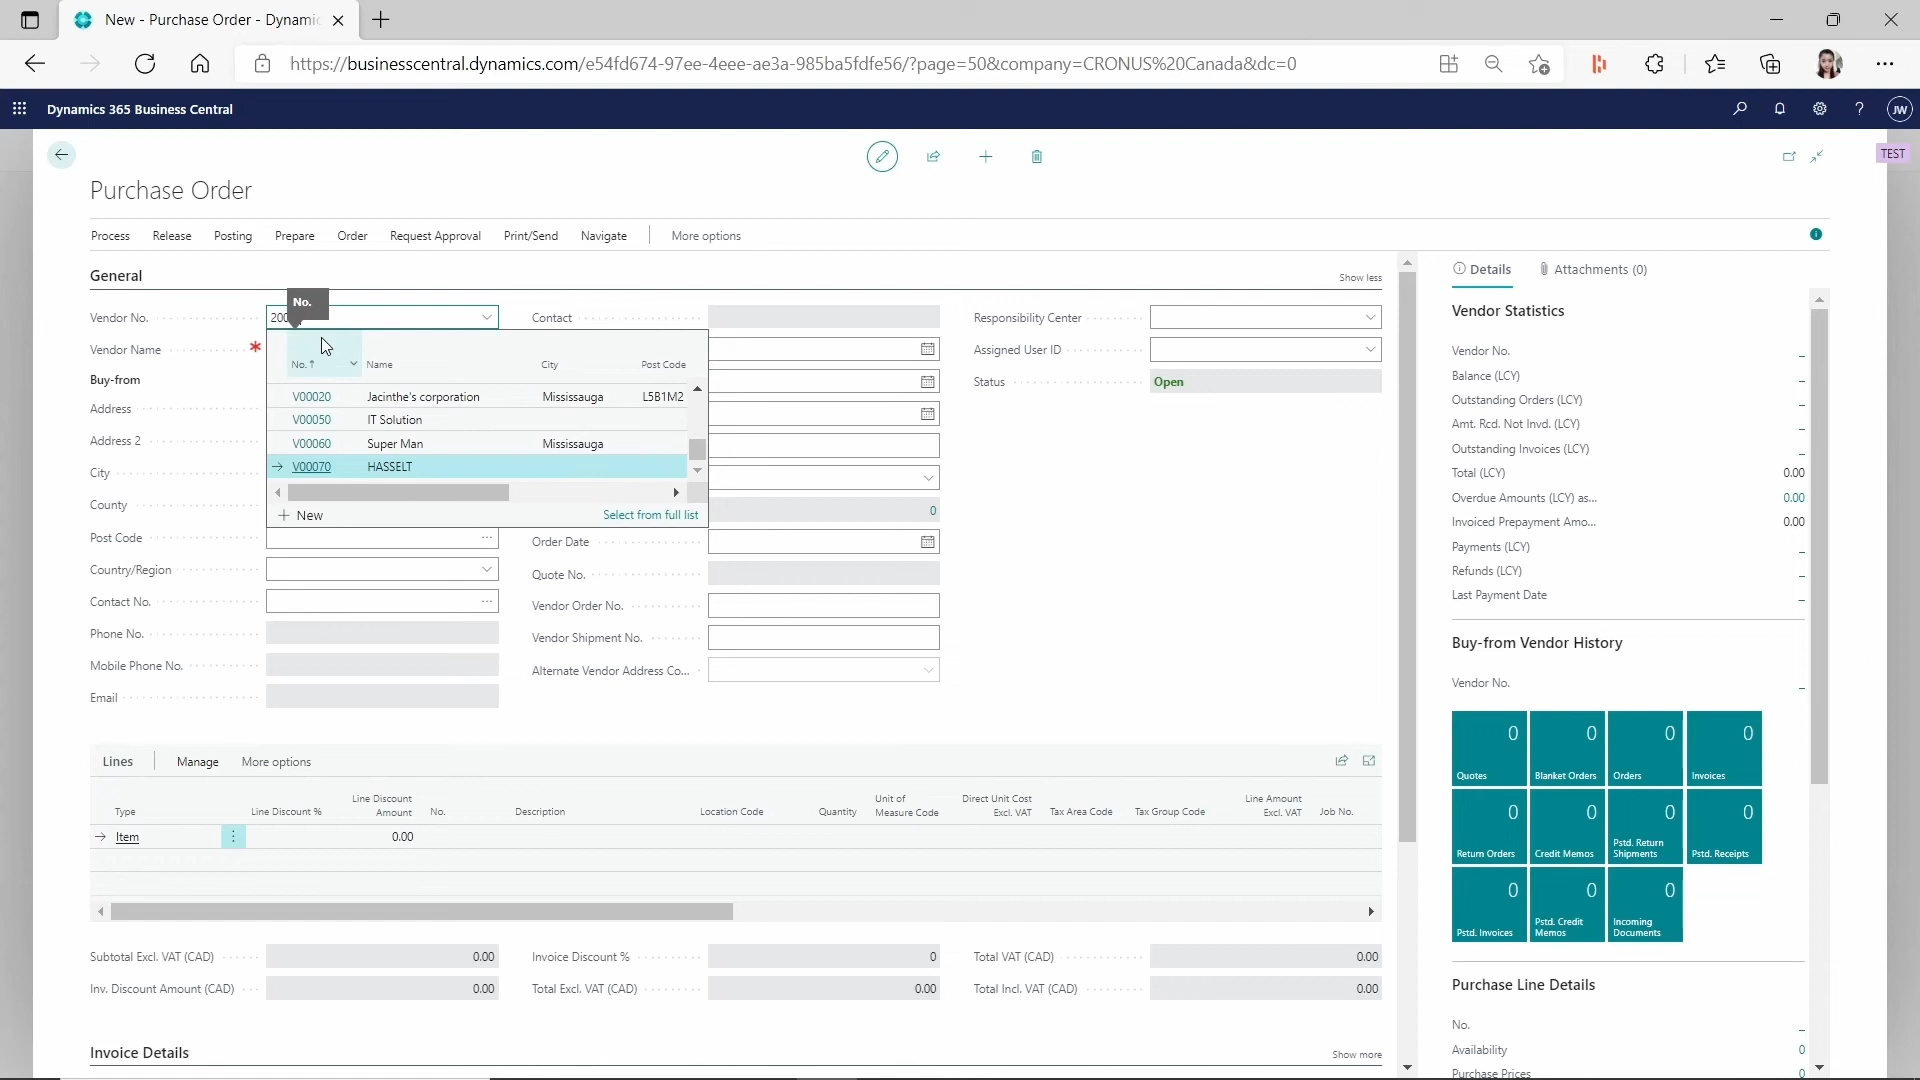 New - Purchase Order - Dynamic
https://businesscentral.dynamics.com/e54fd674-97ee-4eee-ae3a-985ba5fdfe56/?page=50&company=CRONUS%20Canada&dc=0
Dynamics 365 Business Central
JW
TEST
Purchase Order
Process Release Posting Prepare Order Request Approval Print/Send Navigate More options
General
Show less
Vendor No.
200
No.
Contact
Responsibility Center
Vendor Name
*
Assigned User ID
Buy-from
Status
Open
No. ↑ Name City Post Code
V00020 Jacinthe's corporation Mississauga L5B1M2
V00050 IT Solution
V00060 Super Man Mississauga
V00070 HASSELT
+ New
Select from full list
Address
Address 2
City
County
0
Post Code
Order Date
Country/Region
Quote No.
Contact No.
Vendor Order No.
Phone No.
Vendor Shipment No.
Mobile Phone No.
Alternate Vendor Address Co...
Email
Lines Manage More options
Type Line Discount % Line Discount Amount No. Description Location Code Quantity Unit of Measure Code Direct Unit Cost Excl. VAT Tax Area Code Tax Group Code Line Amount Excl. VAT Job No.
Item 0.00
Subtotal Excl. VAT (CAD) 0.00 Invoice Discount % 0 Total VAT (CAD) 0.00
Inv. Discount Amount (CAD) 0.00 Total Excl. VAT (CAD) 0.00 Total Incl. VAT (CAD) 0.00
Invoice Details
Show more
Details Attachments (0)
Vendor Statistics
Vendor No. _
Balance (LCY) _
Outstanding Orders (LCY) _
Amt. Rcd. Not Invd. (LCY) _
Outstanding Invoices (LCY) _
Total (LCY) 0.00
Overdue Amounts (LCY) as... 0.00
Invoiced Prepayment Amo... 0.00
Payments (LCY) _
Refunds (LCY) _
Last Payment Date _
Buy-from Vendor History
Vendor No. _
0 0 0 0
Quotes Blanket Orders Orders Invoices
0 0 0 0
Return Orders Credit Memos Pstd. Return Shipments Pstd. Receipts
0 0 0
Pstd. Invoices Pstd. Credit Memos Incoming Documents
Purchase Line Details
No. _
Availability 0
Purchase Prices 0